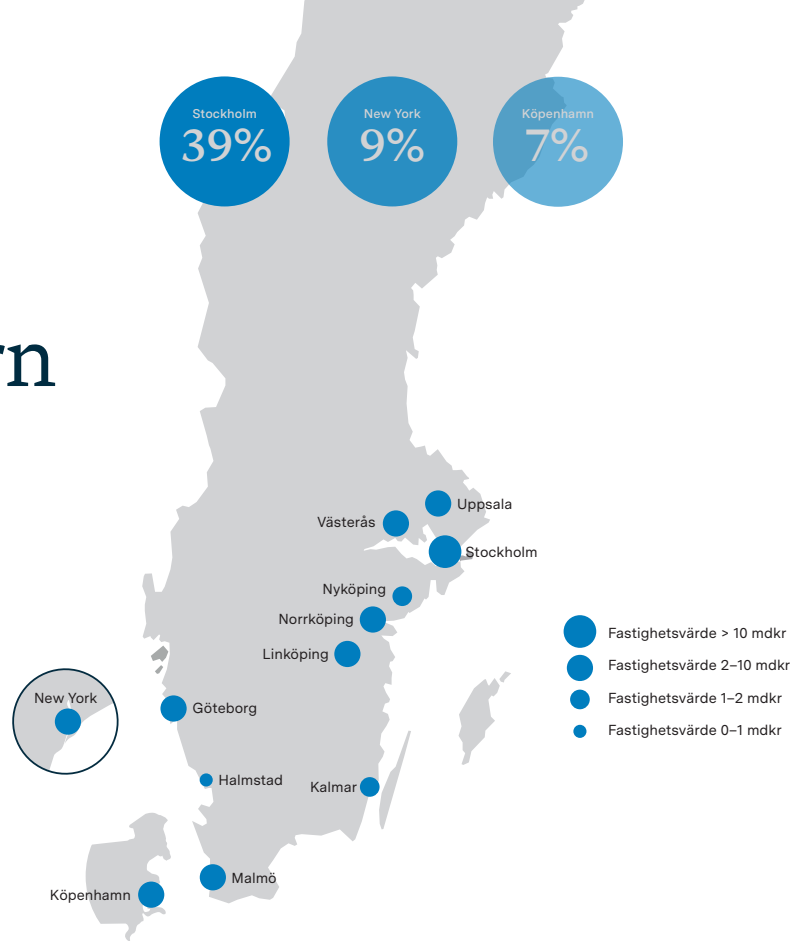 Stockholm
39%
New York
9%
Köpenhamn
7%
rn
Uppsala
Västerås
Stockholm
Nyköping
Norrköping
Linköping
Fastighetsvärde > 10 mdkr
Fastighetsvärde 2–10 mdkr
Fastighetsvärde 1–2 mdkr
Fastighetsvärde 0–1 mdkr
New York
Göteborg
Halmstad
Kalmar
Malmö
Köpenhamn